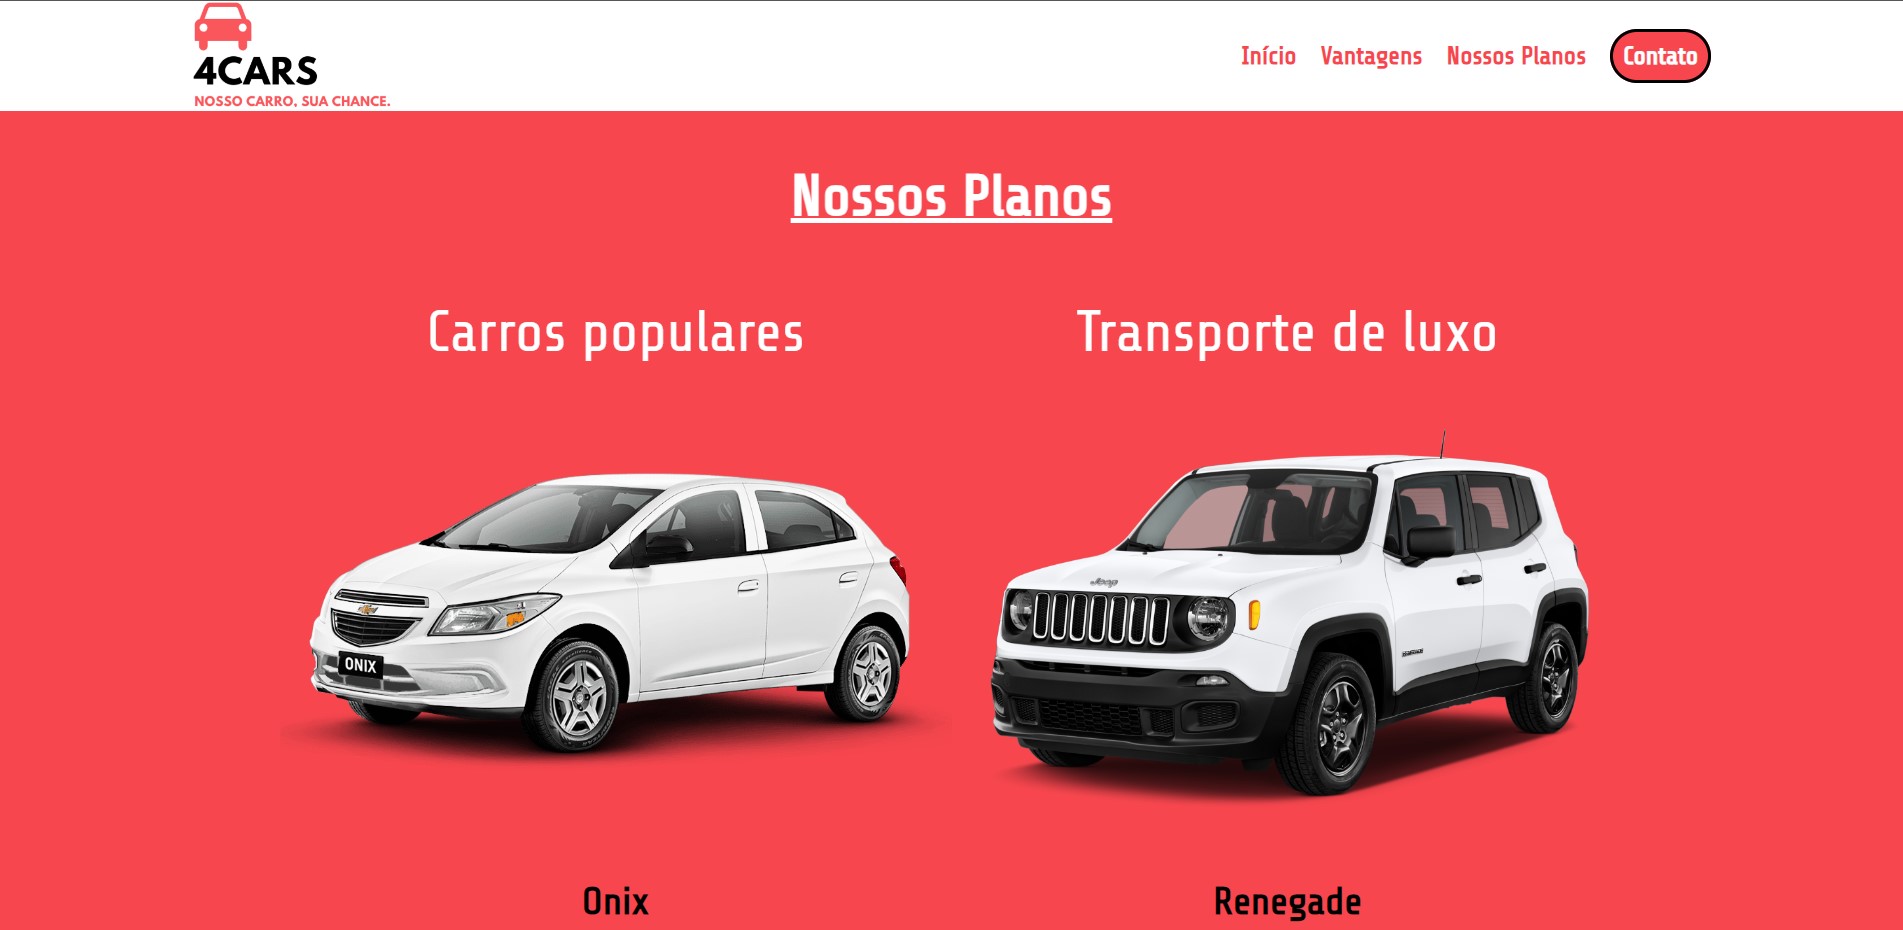 4CARS
NOSSO CARRO, SUA CHANCE.
Início Vantagens Nossos Planos Contato
Nossos Planos
Carros populares Transporte de luxo
Jeep
ONIX
Onix Renegade